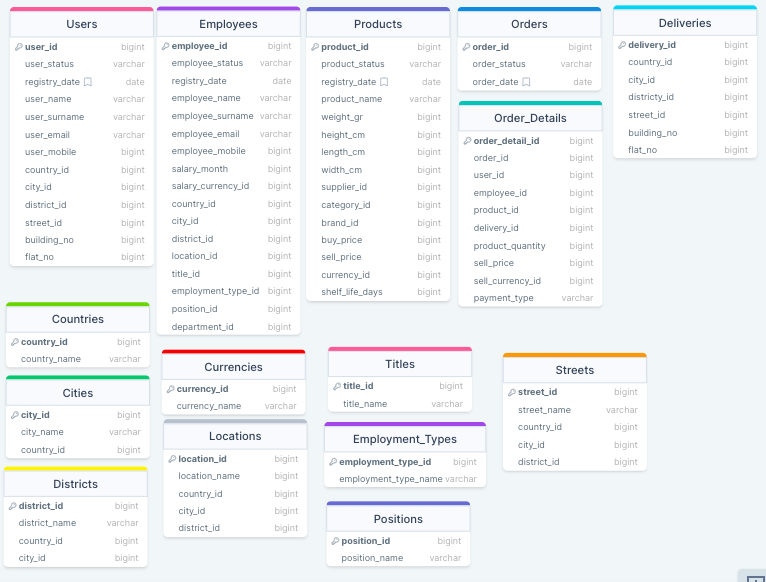 Users
user_id bigint
user_status varchar
registry_date date
user_name varchar
user_surname varchar
user_email varchar
user_mobile bigint
country_id bigint
city_id bigint
district_id bigint
street_id bigint
building_no bigint
flat_no bigint
Employees
employee_id bigint
employee_status varchar
registry_date date
employee_name varchar
employee_surname varchar
employee_email varchar
employee_mobile bigint
salary_month bigint
salary_currency_id bigint
country_id bigint
city_id bigint
district_id bigint
location_id bigint
title_id bigint
employment_type_id bigint
position_id bigint
department_id bigint
Products
product_id bigint
product_status varchar
registry_date date
product_name varchar
weight_gr bigint
height_cm bigint
length_cm bigint
width_cm bigint
supplier_id bigint
category_id bigint
brand_id bigint
buy_price bigint
sell_price bigint
currency_id bigint
shelf_life_days bigint
Orders
order_id bigint
order_status varchar
order_date date
Order_Details
order_detail_id bigint
order_id bigint
user_id bigint
employee_id bigint
product_id bigint
delivery_id bigint
product_quantity bigint
sell_price bigint
sell_currency_id bigint
payment_type varchar
Deliveries
delivery_id bigint
country_id bigint
city_id bigint
districty_id bigint
street_id bigint
building_no bigint
flat_no bigint
Countries
country_id bigint
country_name varchar
Cities
city_id bigint
city_name varchar
country_id bigint
Districts
district_id bigint
district_name varchar
country_id bigint
city_id bigint
Currencies
currency_id bigint
currency_name varchar
Locations
location_id bigint
location_name bigint
country_id bigint
city_id bigint
district_id bigint
Titles
title_id bigint
title_name varchar
Employment_Types
employment_type_id bigint
employment_type_name varchar
Positions
position_id bigint
position_name varchar
Streets
street_id bigint
street_name varchar
country_id bigint
city_id bigint
district_id bigint